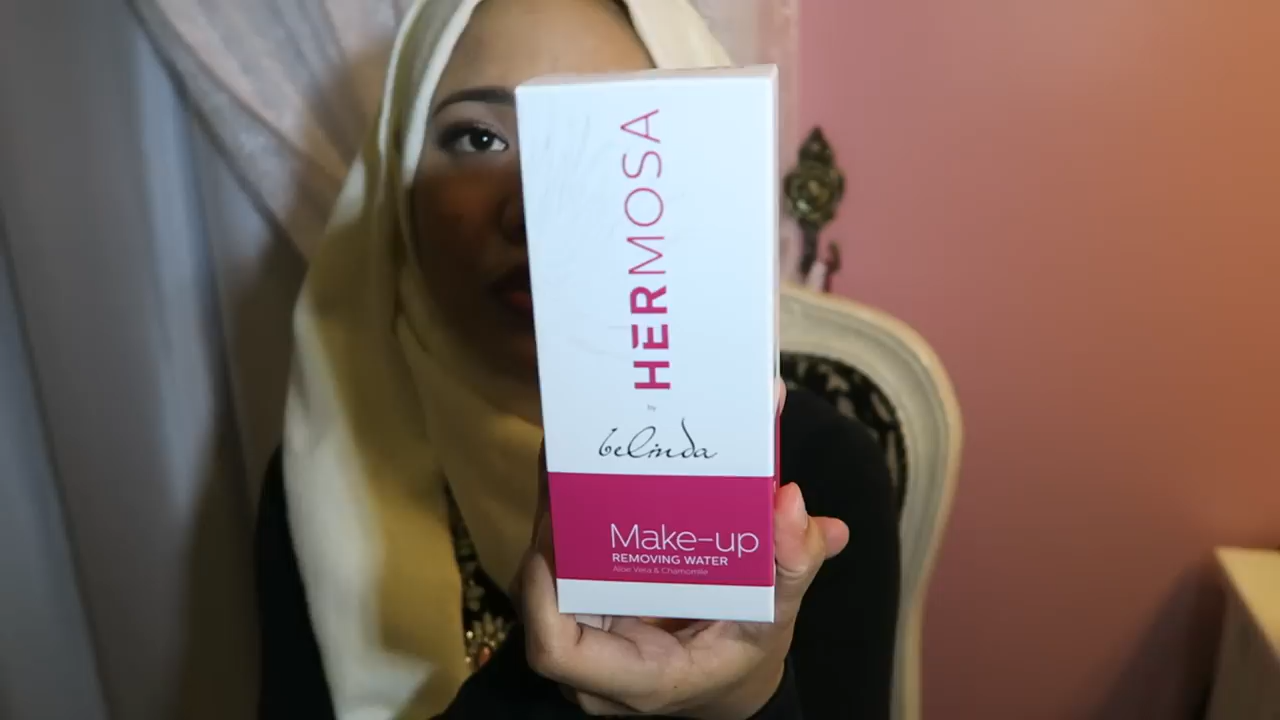 HERMOSA
by
belinda
Make-up
REMOVING WATER
Aloe Vera & Chamomile